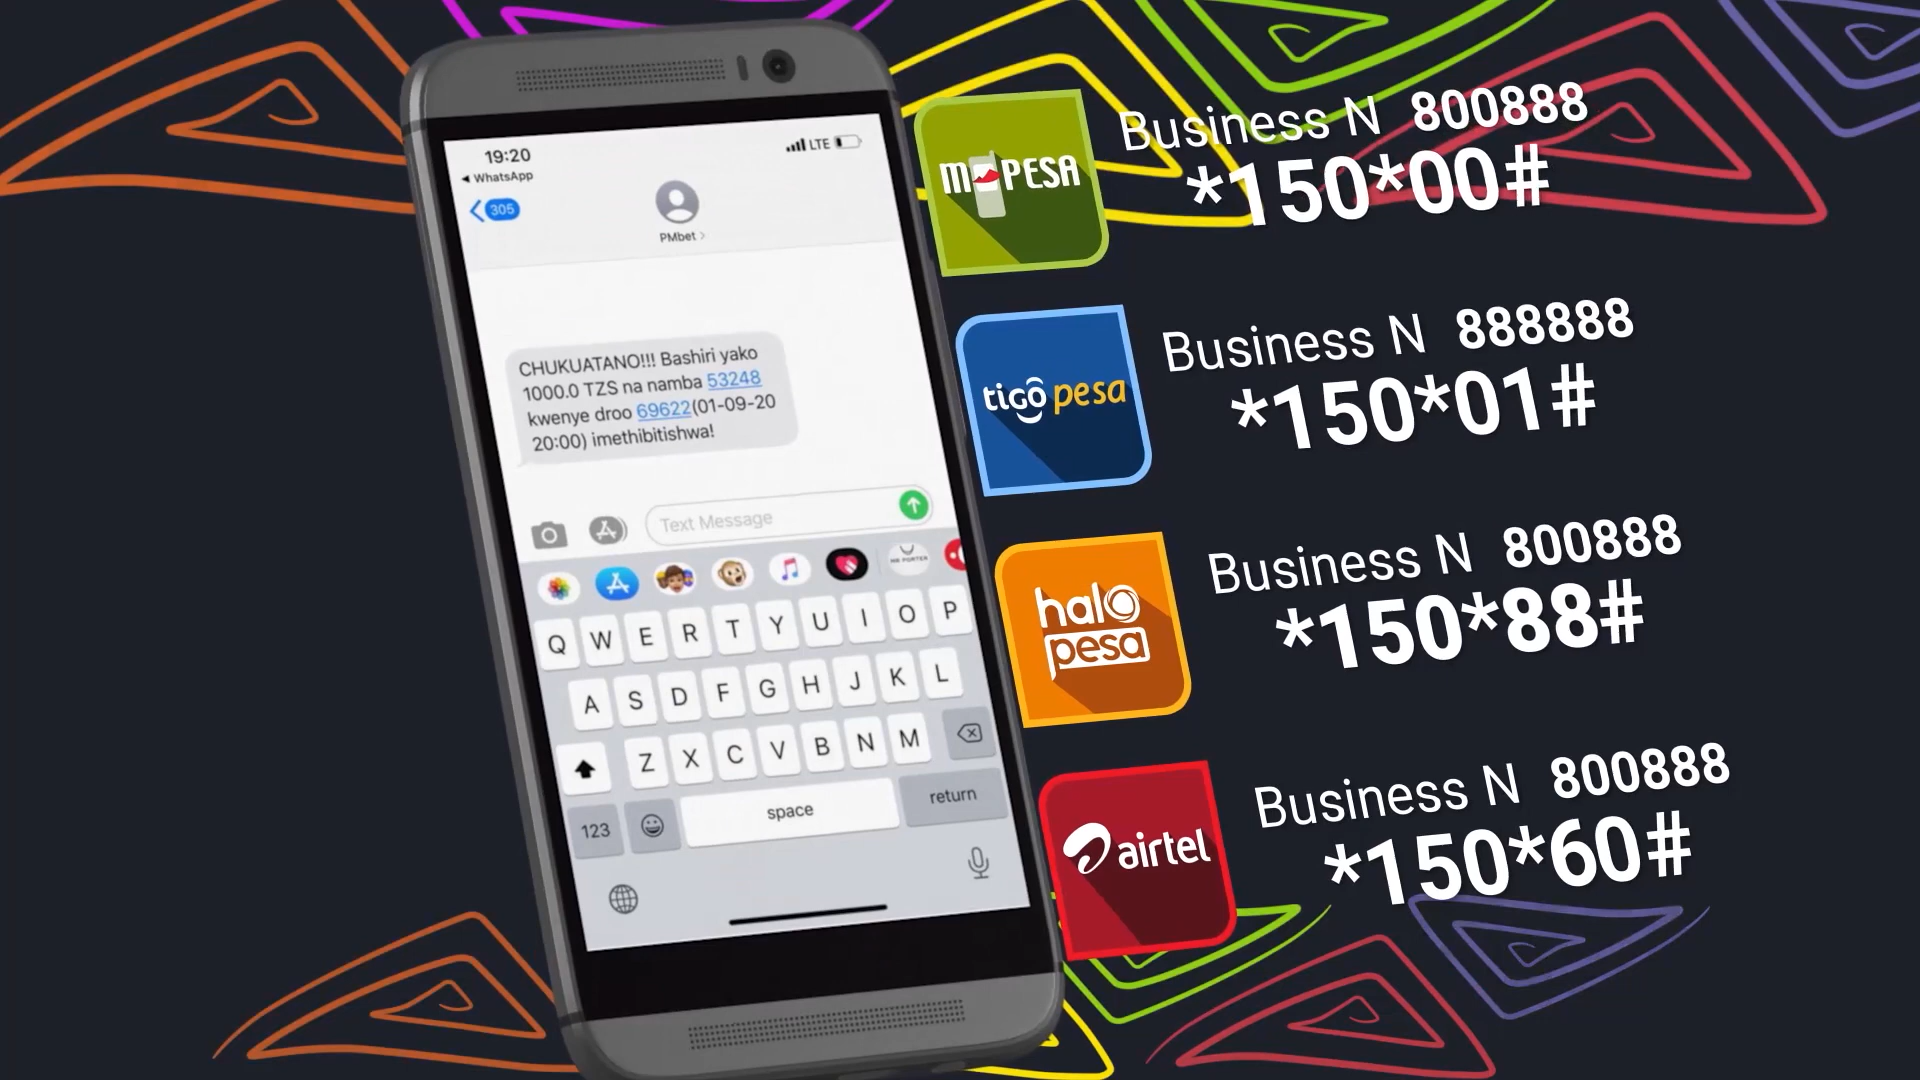 19:20
LTE
WhatsApp
305
PMbet
CHUKUATANO!!! Bashiri yako
1000.0 TZS na namba 53248
kwenye droo 69622(01-09-20
20:00) imethibitishwa!
Text Message
MR PORTER
Q W E R T Y U I O P
A S D F G H J K L
Z X C V B N M
123
space
return
M PESA
Business N 800888
*150*00#
tigo pesa
Business N 888888
*150*01#
halo
pesa
Business N 800888
*150*88#
airtel
Business N 800888
*150*60#